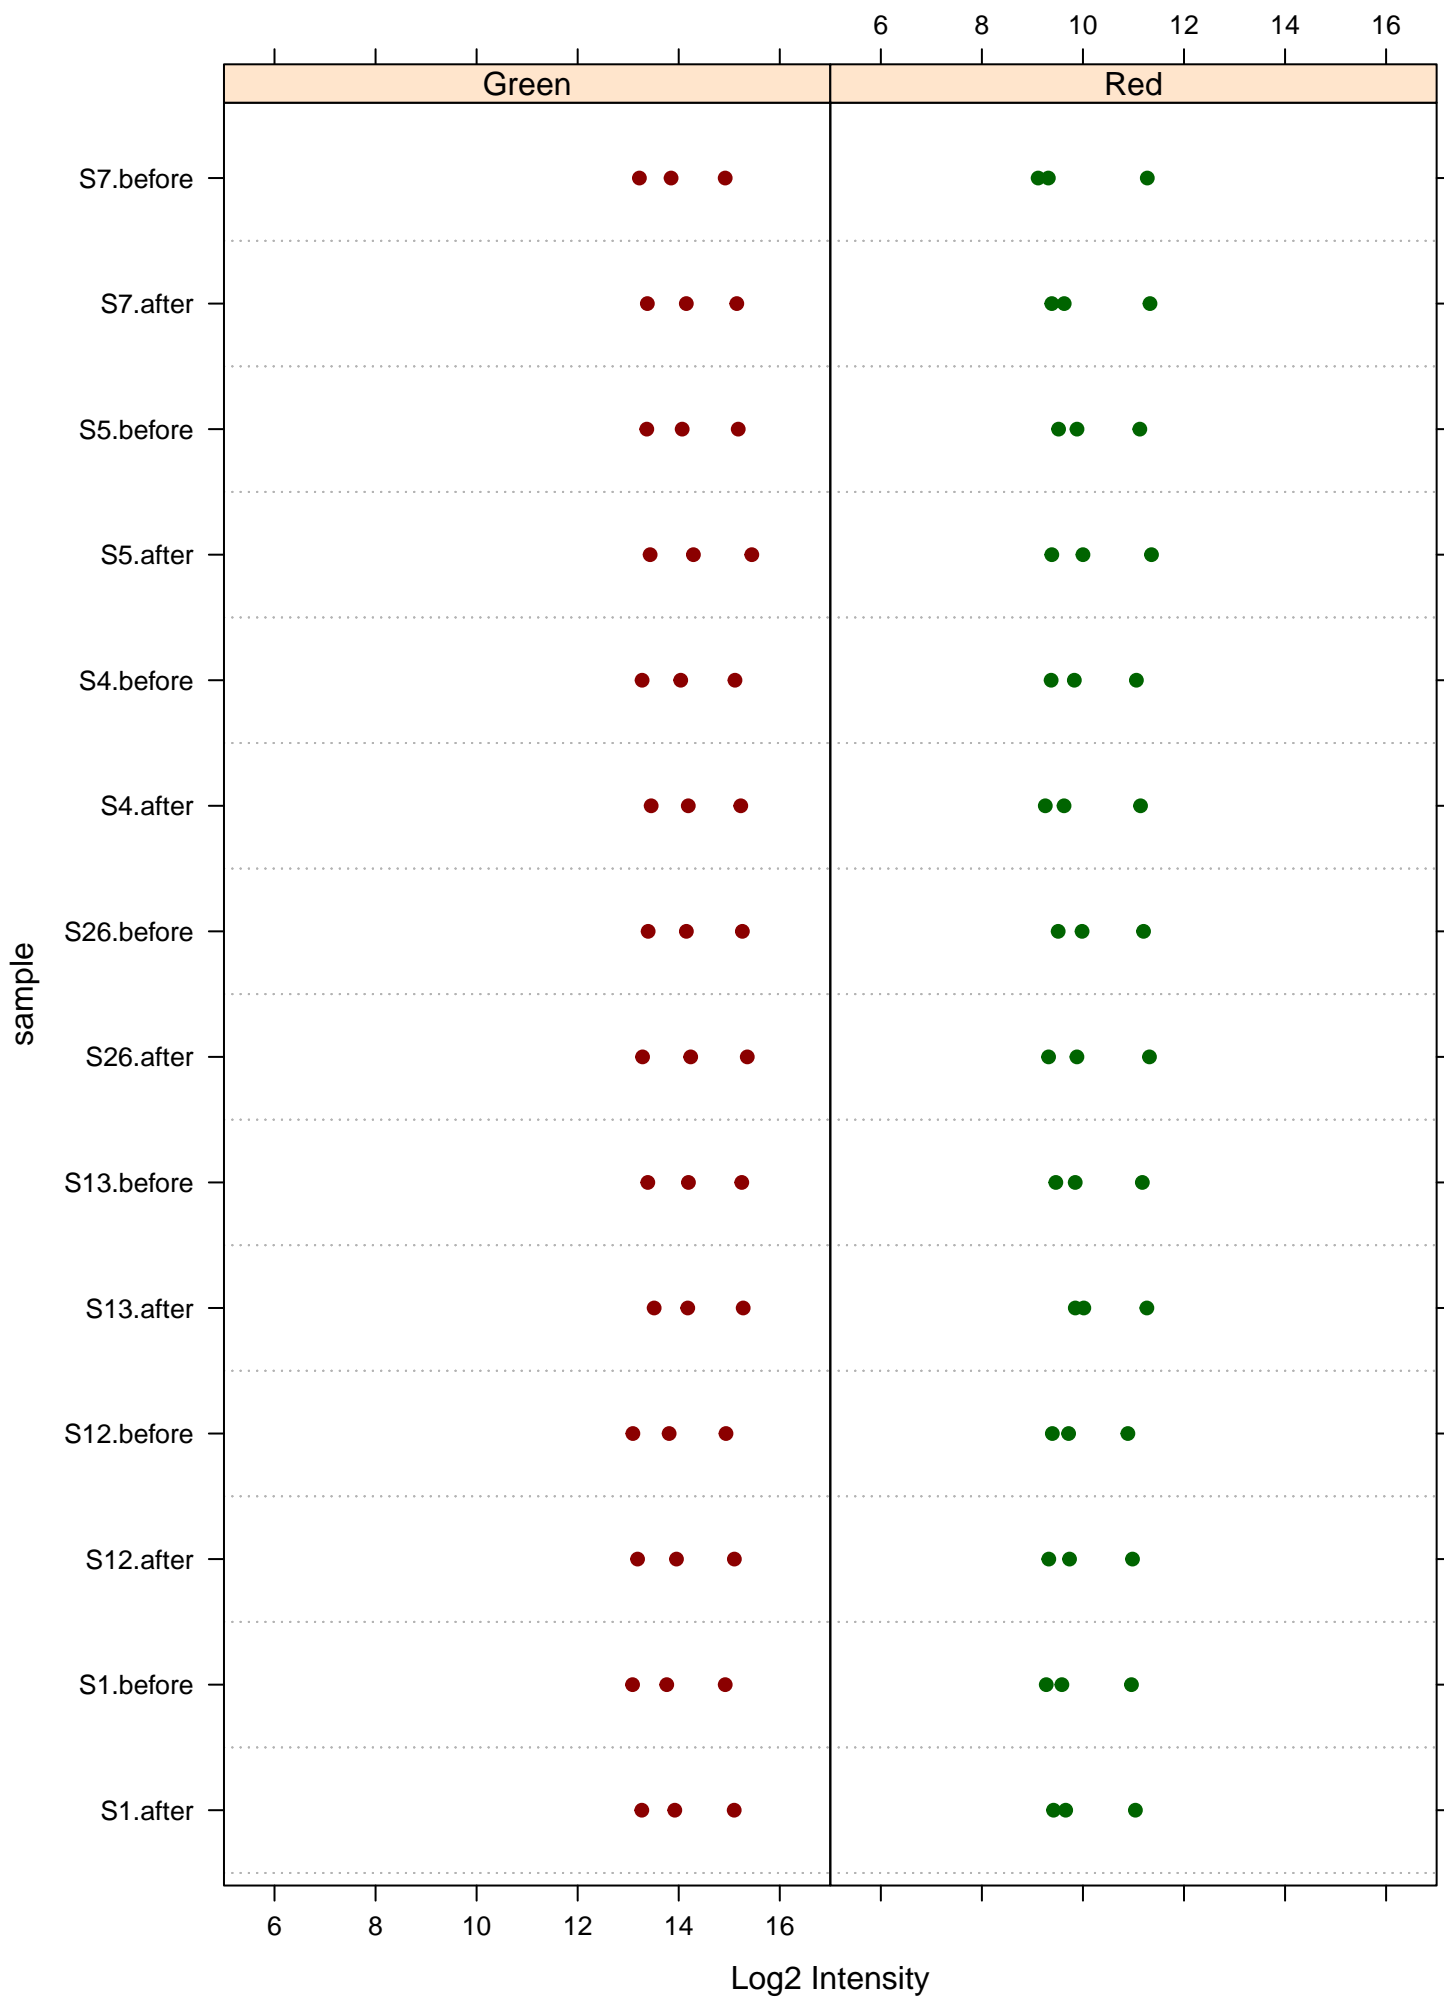 6 8 10 12 14 16
Green Red
S7.before
S7.after
S5.before
S5.after
S4.before
S4.after
S26.before
S26.after
S13.before
S13.after
S12.before
S12.after
S1.before
S1.after
sample
6 8 10 12 14 16
Log2 Intensity